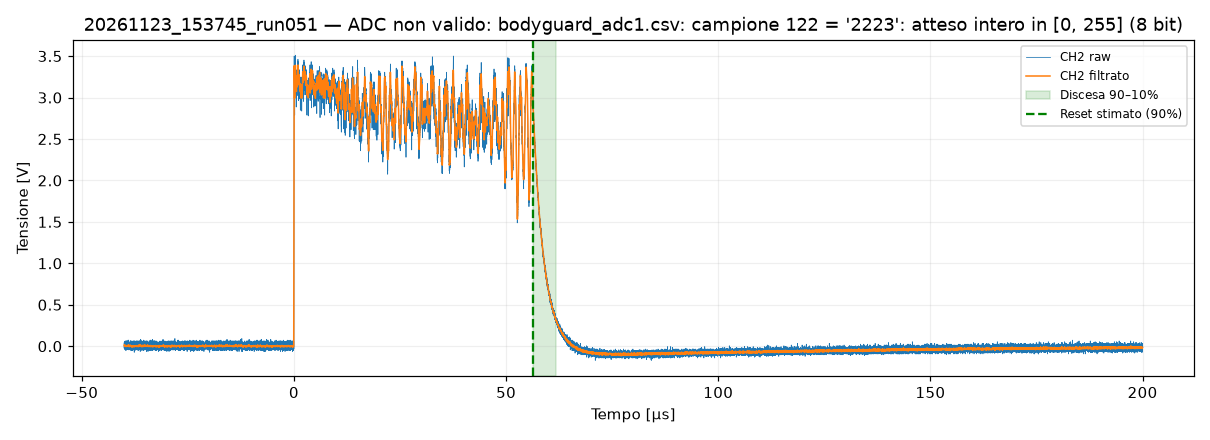 20261123_153745_run051 — ADC non valido: bodyguard_adc1.csv: campione 122 = '2223': atteso intero in [0, 255] (8 bit)
CH2 raw
CH2 filtrato
Discesa 90–10%
Reset stimato (90%)
Tensione [V]
3.5
3.0
2.5
2.0
1.5
1.0
0.5
0.0
−50
0
50
100
150
200
Tempo [µs]